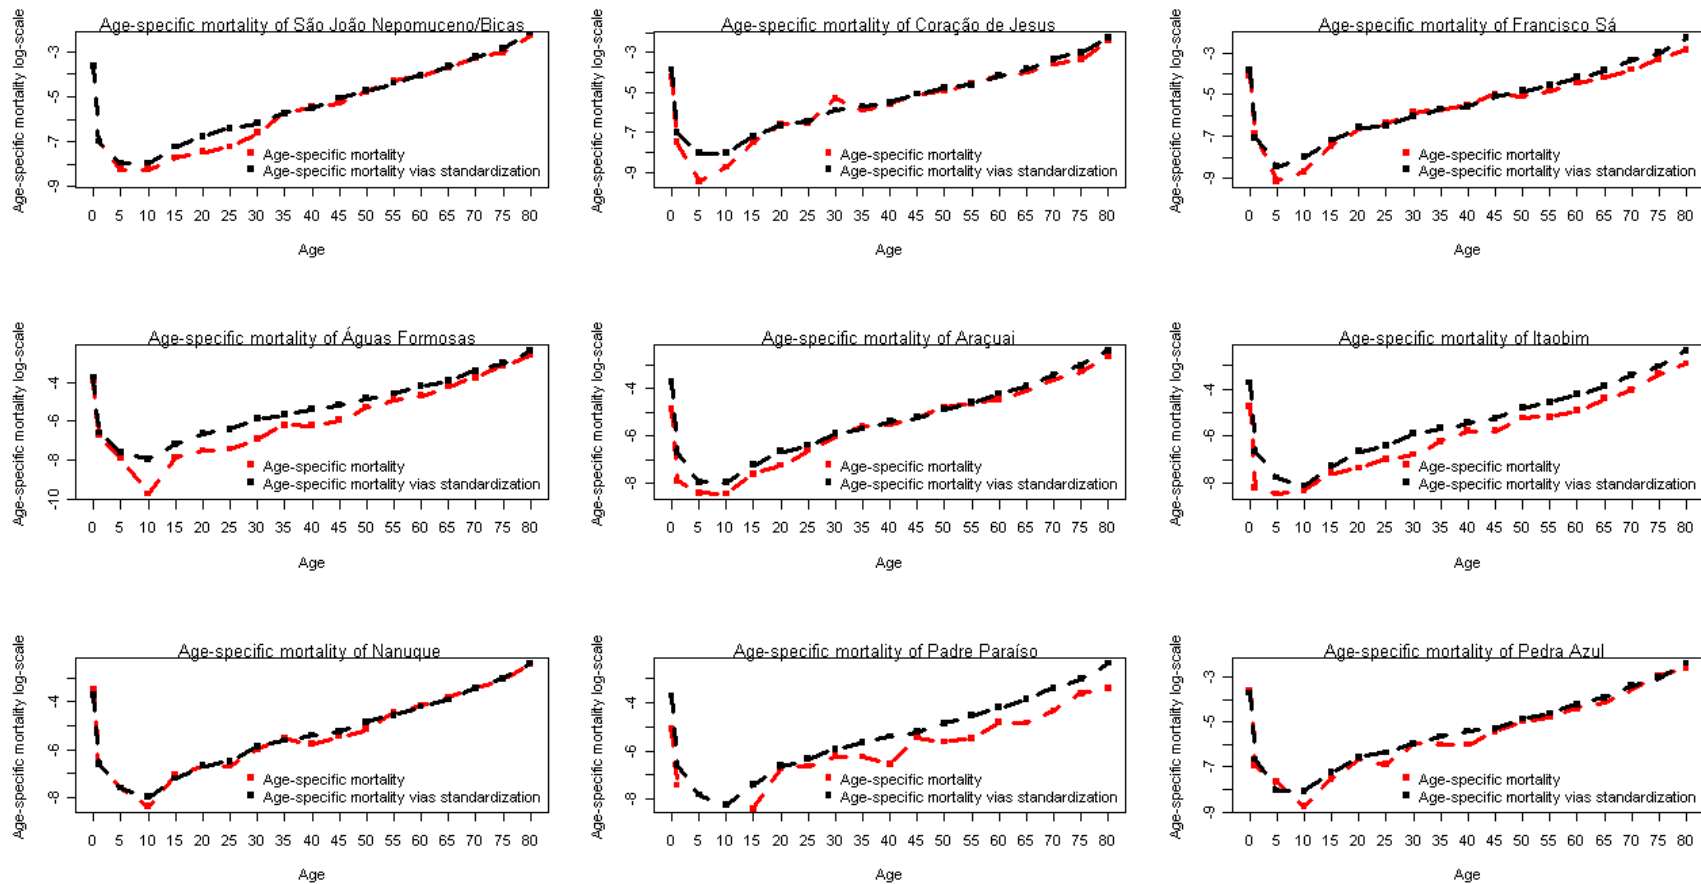 Age-specific mortality of São João Nepomuceno/Bicas
Age-specific mortality log-scale
-3
-5
-7
-9
Age-specific mortality
Age-specific mortality vias standardization
0 5 10 15 20 25 30 35 40 45 50 55 60 65 70 75 80
Age
Age-specific mortality of Coração de Jesus
Age-specific mortality log-scale
-3
-5
-7
-9
Age-specific mortality
Age-specific mortality vias standardization
0 5 10 15 20 25 30 35 40 45 50 55 60 65 70 75 80
Age
Age-specific mortality of Francisco Sá
Age-specific mortality log-scale
-3
-5
-7
-9
Age-specific mortality
Age-specific mortality vias standardization
0 5 10 15 20 25 30 35 40 45 50 55 60 65 70 75 80
Age
Age-specific mortality of Águas Formosas
Age-specific mortality log-scale
-4
-6
-8
-10
Age-specific mortality
Age-specific mortality vias standardization
0 5 10 15 20 25 30 35 40 45 50 55 60 65 70 75 80
Age
Age-specific mortality of Araçuai
Age-specific mortality log-scale
-4
-6
-8
Age-specific mortality
Age-specific mortality vias standardization
0 5 10 15 20 25 30 35 40 45 50 55 60 65 70 75 80
Age
Age-specific mortality of Itaobim
Age-specific mortality log-scale
-4
-6
-8
Age-specific mortality
Age-specific mortality vias standardization
0 5 10 15 20 25 30 35 40 45 50 55 60 65 70 75 80
Age
Age-specific mortality of Nanuque
Age-specific mortality log-scale
-4
-6
-8
Age-specific mortality
Age-specific mortality vias standardization
0 5 10 15 20 25 30 35 40 45 50 55 60 65 70 75 80
Age
Age-specific mortality of Padre Paraíso
Age-specific mortality log-scale
-4
-6
-8
Age-specific mortality
Age-specific mortality vias standardization
0 5 10 15 20 25 30 35 40 45 50 55 60 65 70 75 80
Age
Age-specific mortality of Pedra Azul
Age-specific mortality log-scale
-3
-5
-7
-9
Age-specific mortality
Age-specific mortality vias standardization
0 5 10 15 20 25 30 35 40 45 50 55 60 65 70 75 80
Age